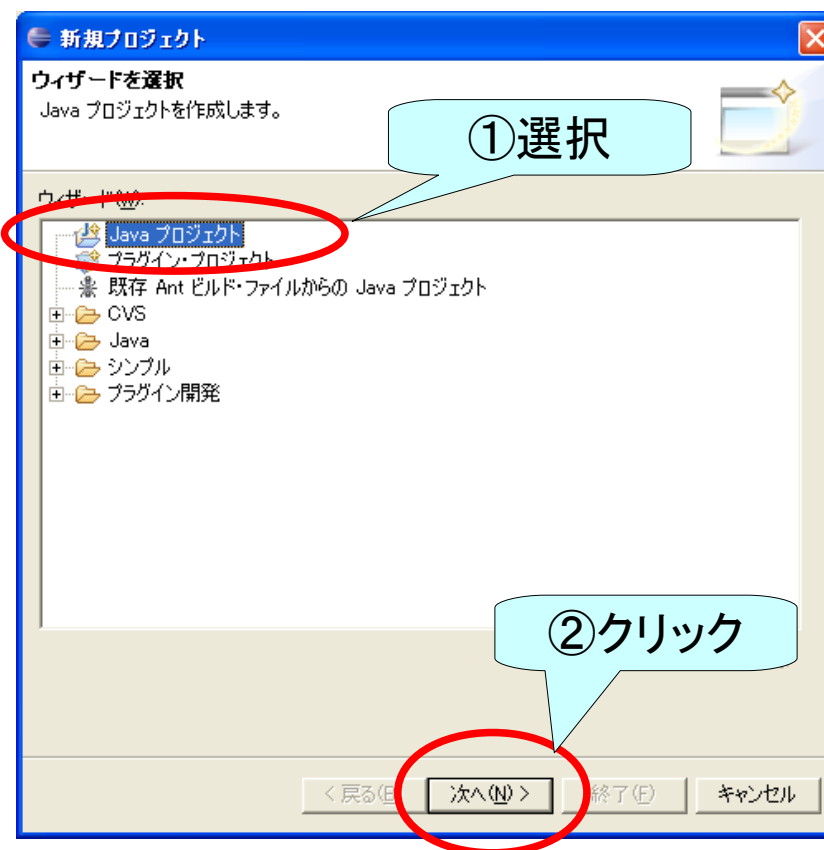 新規プロジェクト
ウィザードを選択
Java プロジェクトを作成します。
①選択
ウィザード(W):
Java プロジェクト
プラグイン・プロジェクト
既存 Ant ビルド・ファイルからの Java プロジェクト
CVS
Java
シンプル
プラグイン開発
②クリック
< 戻る(B 次へ(N) > 終了(F) キャンセル